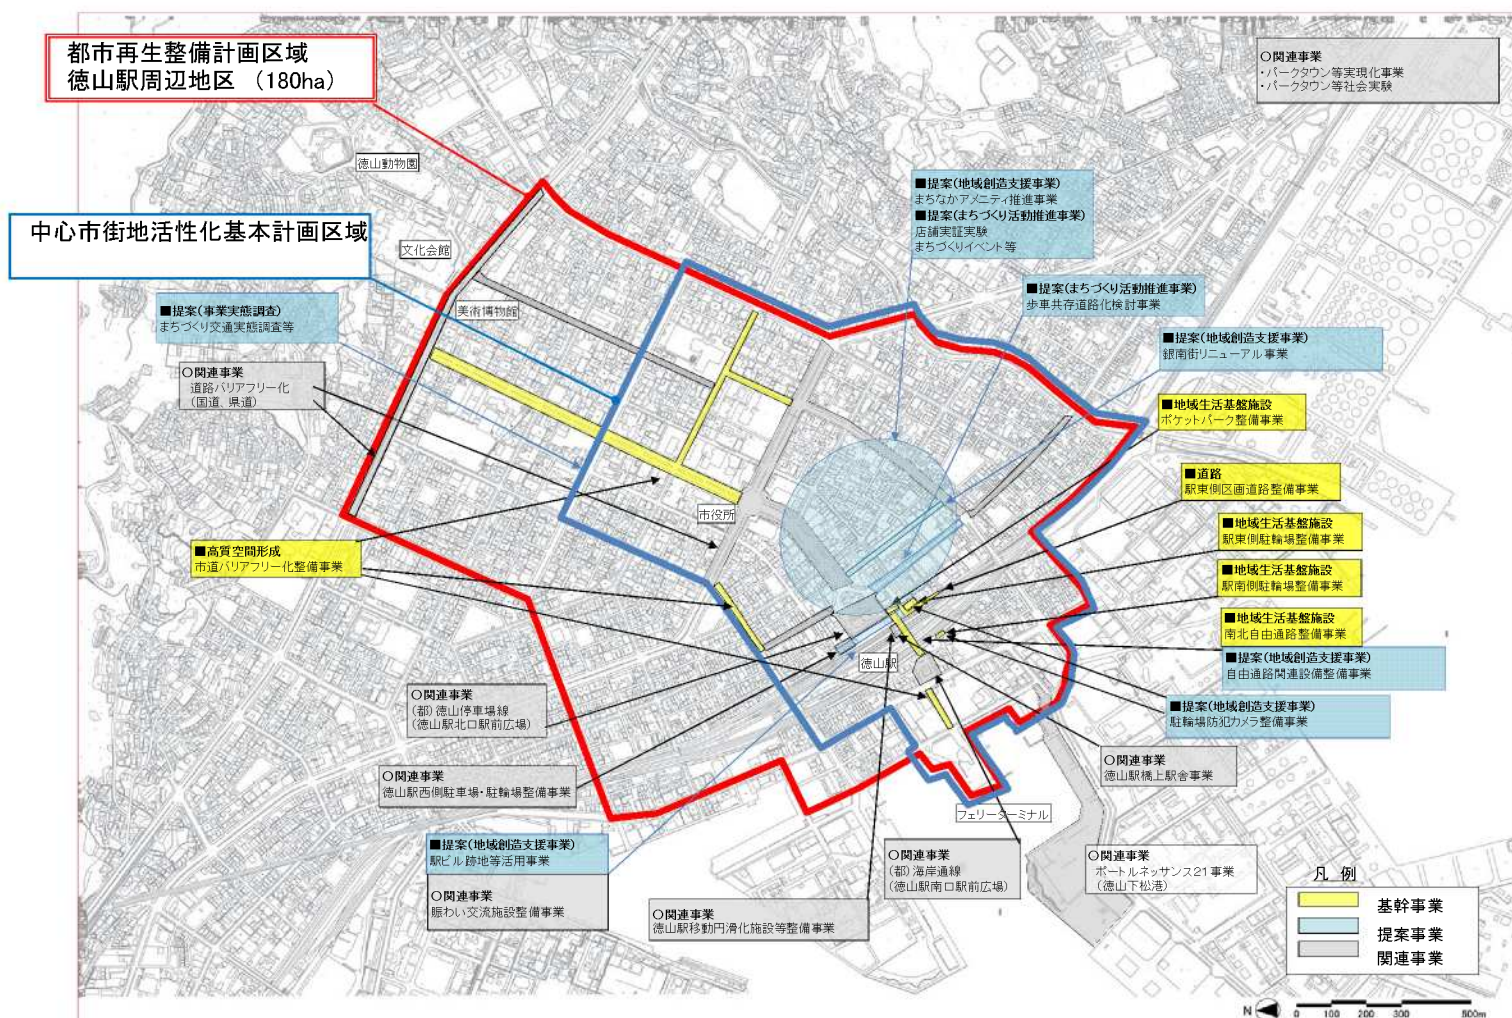 都市再生整備計画区域
徳山駅周辺地区 （180ha）
○関連事業
・パークタウン等実現化事業
・パークタウン等社会実験
徳山動物園
中心市街地活性化基本計画区域
文化会館
美術博物館
■提案(地域創造支援事業)
まちなかアメニティ推進事業
■提案(まちづくり活動推進事業)
店舗実証実験
まちづくりイベント等
■提案(まちづくり活動推進事業)
歩車共存道路化検討事業
■提案(事業実態調査)
まちづくり交通実態調査等
■提案(地域創造支援事業)
銀南街リニューアル事業
○関連事業
道路バリアフリー化
(国道、県道)
■地域生活基盤施設
ポケットパーク整備事業
■道路
駅東側区画道路整備事業
市役所
■地域生活基盤施設
駅東側駐輪場整備事業
■高質空間形成
市道バリアフリー化整備事業
■地域生活基盤施設
駅南側駐輪場整備事業
■地域生活基盤施設
南北自由通路整備事業
■提案(地域創造支援事業)
自由通路関連設備整備事業
徳山駅
■提案(地域創造支援事業)
駐輪場防犯カメラ整備事業
○関連事業
(都)徳山停車場線
(徳山駅北口駅前広場)
○関連事業
徳山駅橋上駅舎事業
○関連事業
徳山駅西側駐車場・駐輪場整備事業
フェリーターミナル
■提案(地域創造支援事業)
駅ビル跡地等活用事業
○関連事業
賑わい交流施設整備事業
○関連事業
(都)海岸通線
(徳山駅南口駅前広場)
○関連事業
ポートルネッサンス21事業
(徳山下松港)
○関連事業
徳山駅移動円滑化施設等整備事業
凡 例
基幹事業
提案事業
関連事業
N
0 100 200 300 500m